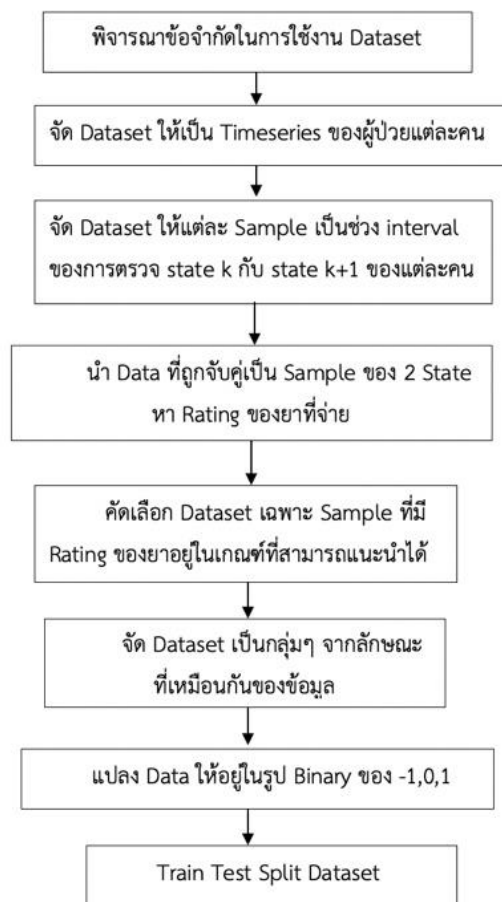 พิจารณาข้อจำกัดในการใช้งาน Dataset
จัด Dataset ให้เป็น Timeseries ของผู้ป่วยแต่ละคน
จัด Dataset ให้แต่ละ Sample เป็นช่วง interval
ของการตรวจ state k กับ state k+1 ของแต่ละคน
นำ Data ที่ถูกจับคู่เป็น Sample ของ 2 State
หา Rating ของยาที่จ่าย
คัดเลือก Dataset เฉพาะ Sample ที่มี
Rating ของยาอยู่ในเกณฑ์ที่สามารถแนะนำได้
จัด Dataset เป็นกลุ่มๆ จากลักษณะ
ที่เหมือนกันของข้อมูล
แปลง Data ให้อยู่ในรูป Binary ของ -1,0,1
Train Test Split Dataset